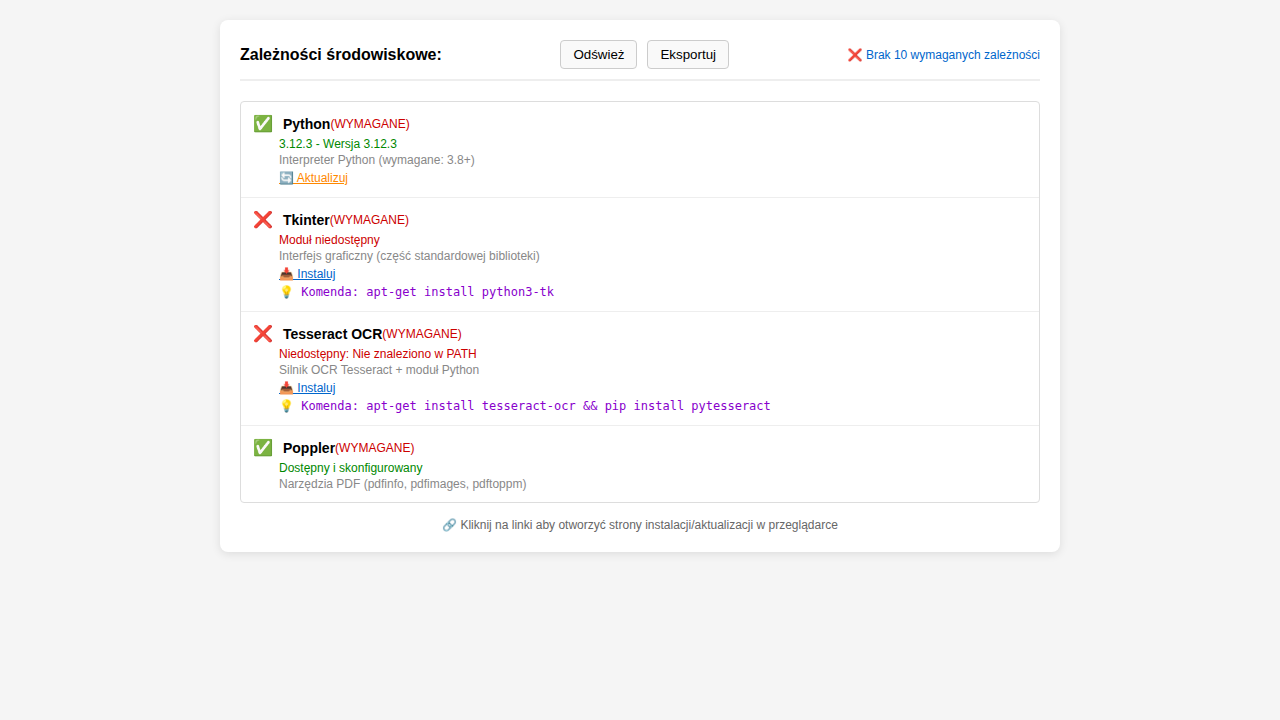 Zależności środowiskowe:
Odśwież
Eksportuj
❌ Brak 10 wymaganych zależności
✅ Python(WYMAGANE)
3.12.3 - Wersja 3.12.3
Interpreter Python (wymagane: 3.8+)
🔄 Aktualizuj
❌ Tkinter(WYMAGANE)
Moduł niedostępny
Interfejs graficzny (część standardowej biblioteki)
📥 Instaluj
💡 Komenda: apt-get install python3-tk
❌ Tesseract OCR(WYMAGANE)
Niedostępny: Nie znaleziono w PATH
Silnik OCR Tesseract + moduł Python
📥 Instaluj
💡 Komenda: apt-get install tesseract-ocr && pip install pytesseract
✅ Poppler(WYMAGANE)
Dostępny i skonfigurowany
Narzędzia PDF (pdfinfo, pdfimages, pdftoppm)
🔗 Kliknij na linki aby otworzyć strony instalacji/aktualizacji w przeglądarce